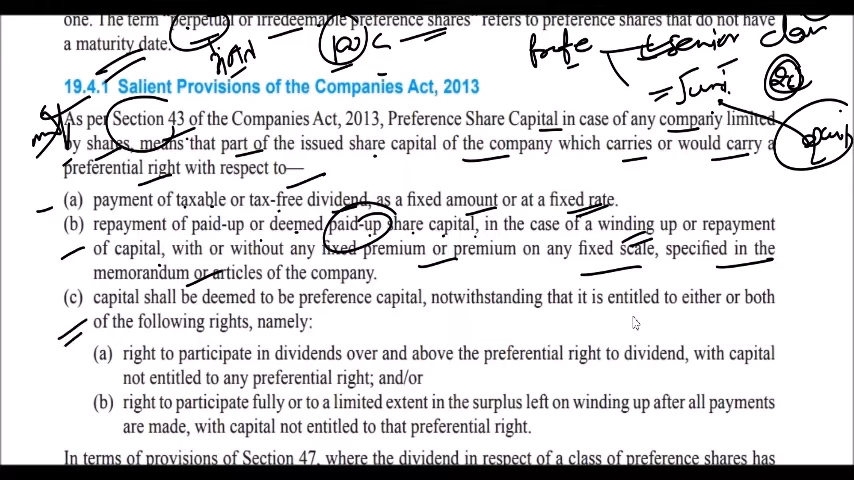 one. The term "perpetual or irredeemable preference shares" refers to preference shares that do not have
a maturity date.
19.4.1 Salient Provisions of the Companies Act, 2013
As per Section 43 of the Companies Act, 2013, Preference Share Capital in case of any company limited
by shares, means that part of the issued share capital of the company which carries or would carry a
preferential right with respect to—
(a) payment of taxable or tax-free dividend, as a fixed amount or at a fixed rate.
(b) repayment of paid-up or deemed paid-up share capital, in the case of a winding up or repayment
of capital, with or without any fixed premium or premium on any fixed scale, specified in the
memorandum or articles of the company.
(c) capital shall be deemed to be preference capital, notwithstanding that it is entitled to either or both
of the following rights, namely:
(a) right to participate in dividends over and above the preferential right to dividend, with capital
not entitled to any preferential right; and/or
(b) right to participate fully or to a limited extent in the surplus left on winding up after all payments
are made, with capital not entitled to that preferential right.
In terms of provisions of Section 47, where the dividend in respect of a class of preference shares has